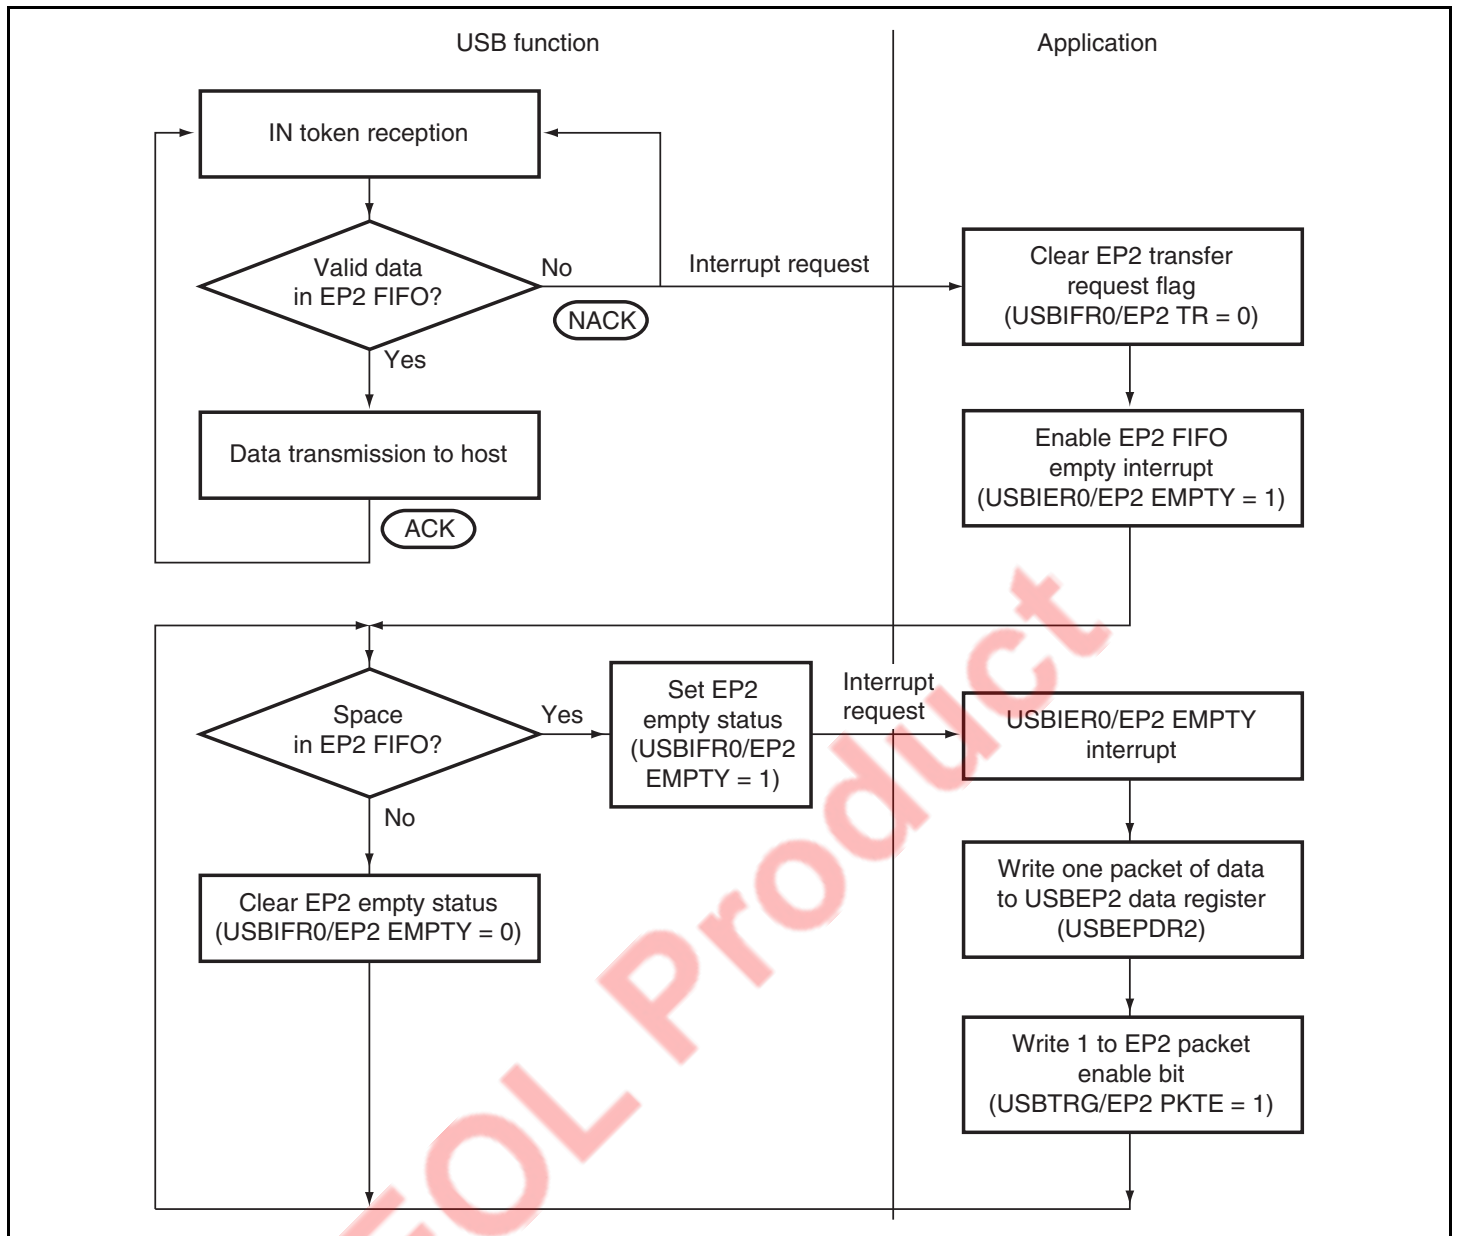 USB function
Application
IN token reception
Valid data
in EP2 FIFO?
No
NACK
Interrupt request
Clear EP2 transfer
request flag
(USBIFR0/EP2 TR = 0)
Yes
Data transmission to host
ACK
Enable EP2 FIFO
empty interrupt
(USBIER0/EP2 EMPTY = 1)
Space
in EP2 FIFO?
Yes
Set EP2
empty status
(USBIFR0/EP2
EMPTY = 1)
Interrupt
request
USBIER0/EP2 EMPTY
interrupt
No
Clear EP2 empty status
(USBIFR0/EP2 EMPTY = 0)
Write one packet of data
to USBEP2 data register
(USBEPDR2)
Write 1 to EP2 packet
enable bit
(USBTRG/EP2 PKTE = 1)
EOL Product